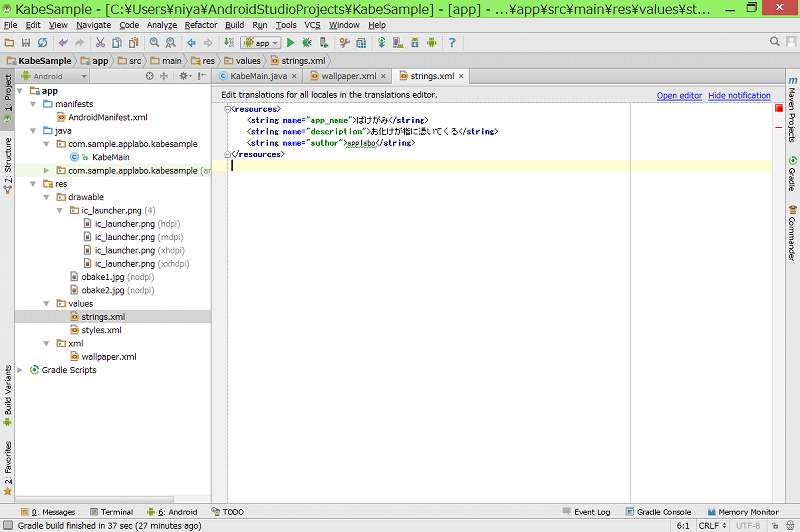 KabeSample - [C:¥Users¥niya¥AndroidStudioProjects¥KabeSample] - [app] - ...¥app¥src¥main¥res¥values¥st...
File Edit View Navigate Code Analyze Refactor Build Run Tools VCS Window Help
app
KabeSample app src main res values strings.xml
Android
KabeMain.java wallpaper.xml strings.xml
1: Project
7: Structure
Build Variants
2: Favorites
app
manifests
AndroidManifest.xml
java
com.sample.applabo.kabesample
KabeMain
com.sample.applabo.kabesample (ar
res
drawable
ic_launcher.png (4)
ic_launcher.png (hdpi)
ic_launcher.png (mdpi)
ic_launcher.png (xhdpi)
ic_launcher.png (xxhdpi)
obake1.jpg (nodpi)
obake2.jpg (nodpi)
values
strings.xml
styles.xml
xml
wallpaper.xml
Gradle Scripts
Edit translations for all locales in the translations editor. Open editor Hide notification
<resources>
<string name="app_name">ばけがみ</string>
<string name="description">お化けが指に憑いてくる</string>
<string name="author">applabo</string>
</resources>
Maven Projects
Gradle
Commander
0: Messages Terminal 6: Android TODO Event Log Gradle Console Memory Monitor
Gradle build finished in 37 sec (27 minutes ago) 6:1 CRLF UTF-8